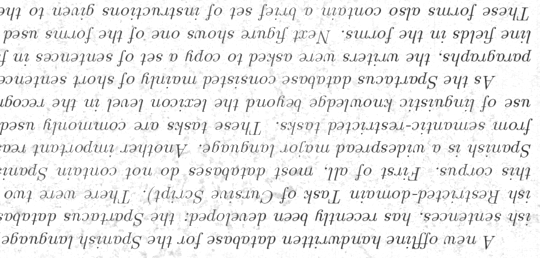 A new offline handwritten database for the Spanish language
ish sentences, has recently been developed: the Spartacus databas
ish Restricted-domain Task of Cursive Script). There were two
this corpus. First of all, most databases do not contain Spani
Spanish is a widespread major language. Another important rea
from semantic-restricted tasks. These tasks are commonly used
use of linguistic knowledge beyond the lexicon level in the recogn
As the Spartacus database consisted mainly of short sentence
paragraphs, the writers were asked to copy a set of sentences in f
line fields in the forms. Next figure shows one of the forms used
These forms also contain a brief set of instructions given to the